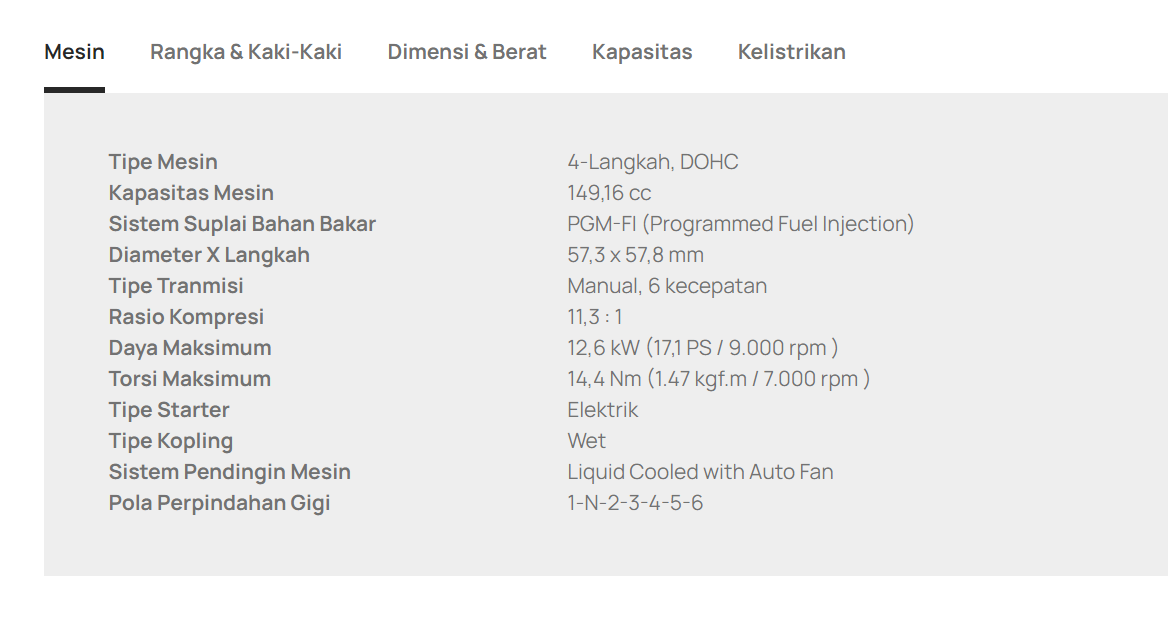 Mesin Rangka & Kaki-Kaki Dimensi & Berat Kapasitas Kelistrikan
Tipe Mesin 4-Langkah, DOHC
Kapasitas Mesin 149,16 cc
Sistem Suplai Bahan Bakar PGM-FI (Programmed Fuel Injection)
Diameter X Langkah 57,3 x 57,8 mm
Tipe Tranmisi Manual, 6 kecepatan
Rasio Kompresi 11,3 : 1
Daya Maksimum 12,6 kW (17,1 PS / 9.000 rpm )
Torsi Maksimum 14,4 Nm (1.47 kgf.m / 7.000 rpm )
Tipe Starter Elektrik
Tipe Kopling Wet
Sistem Pendingin Mesin Liquid Cooled with Auto Fan
Pola Perpindahan Gigi 1-N-2-3-4-5-6